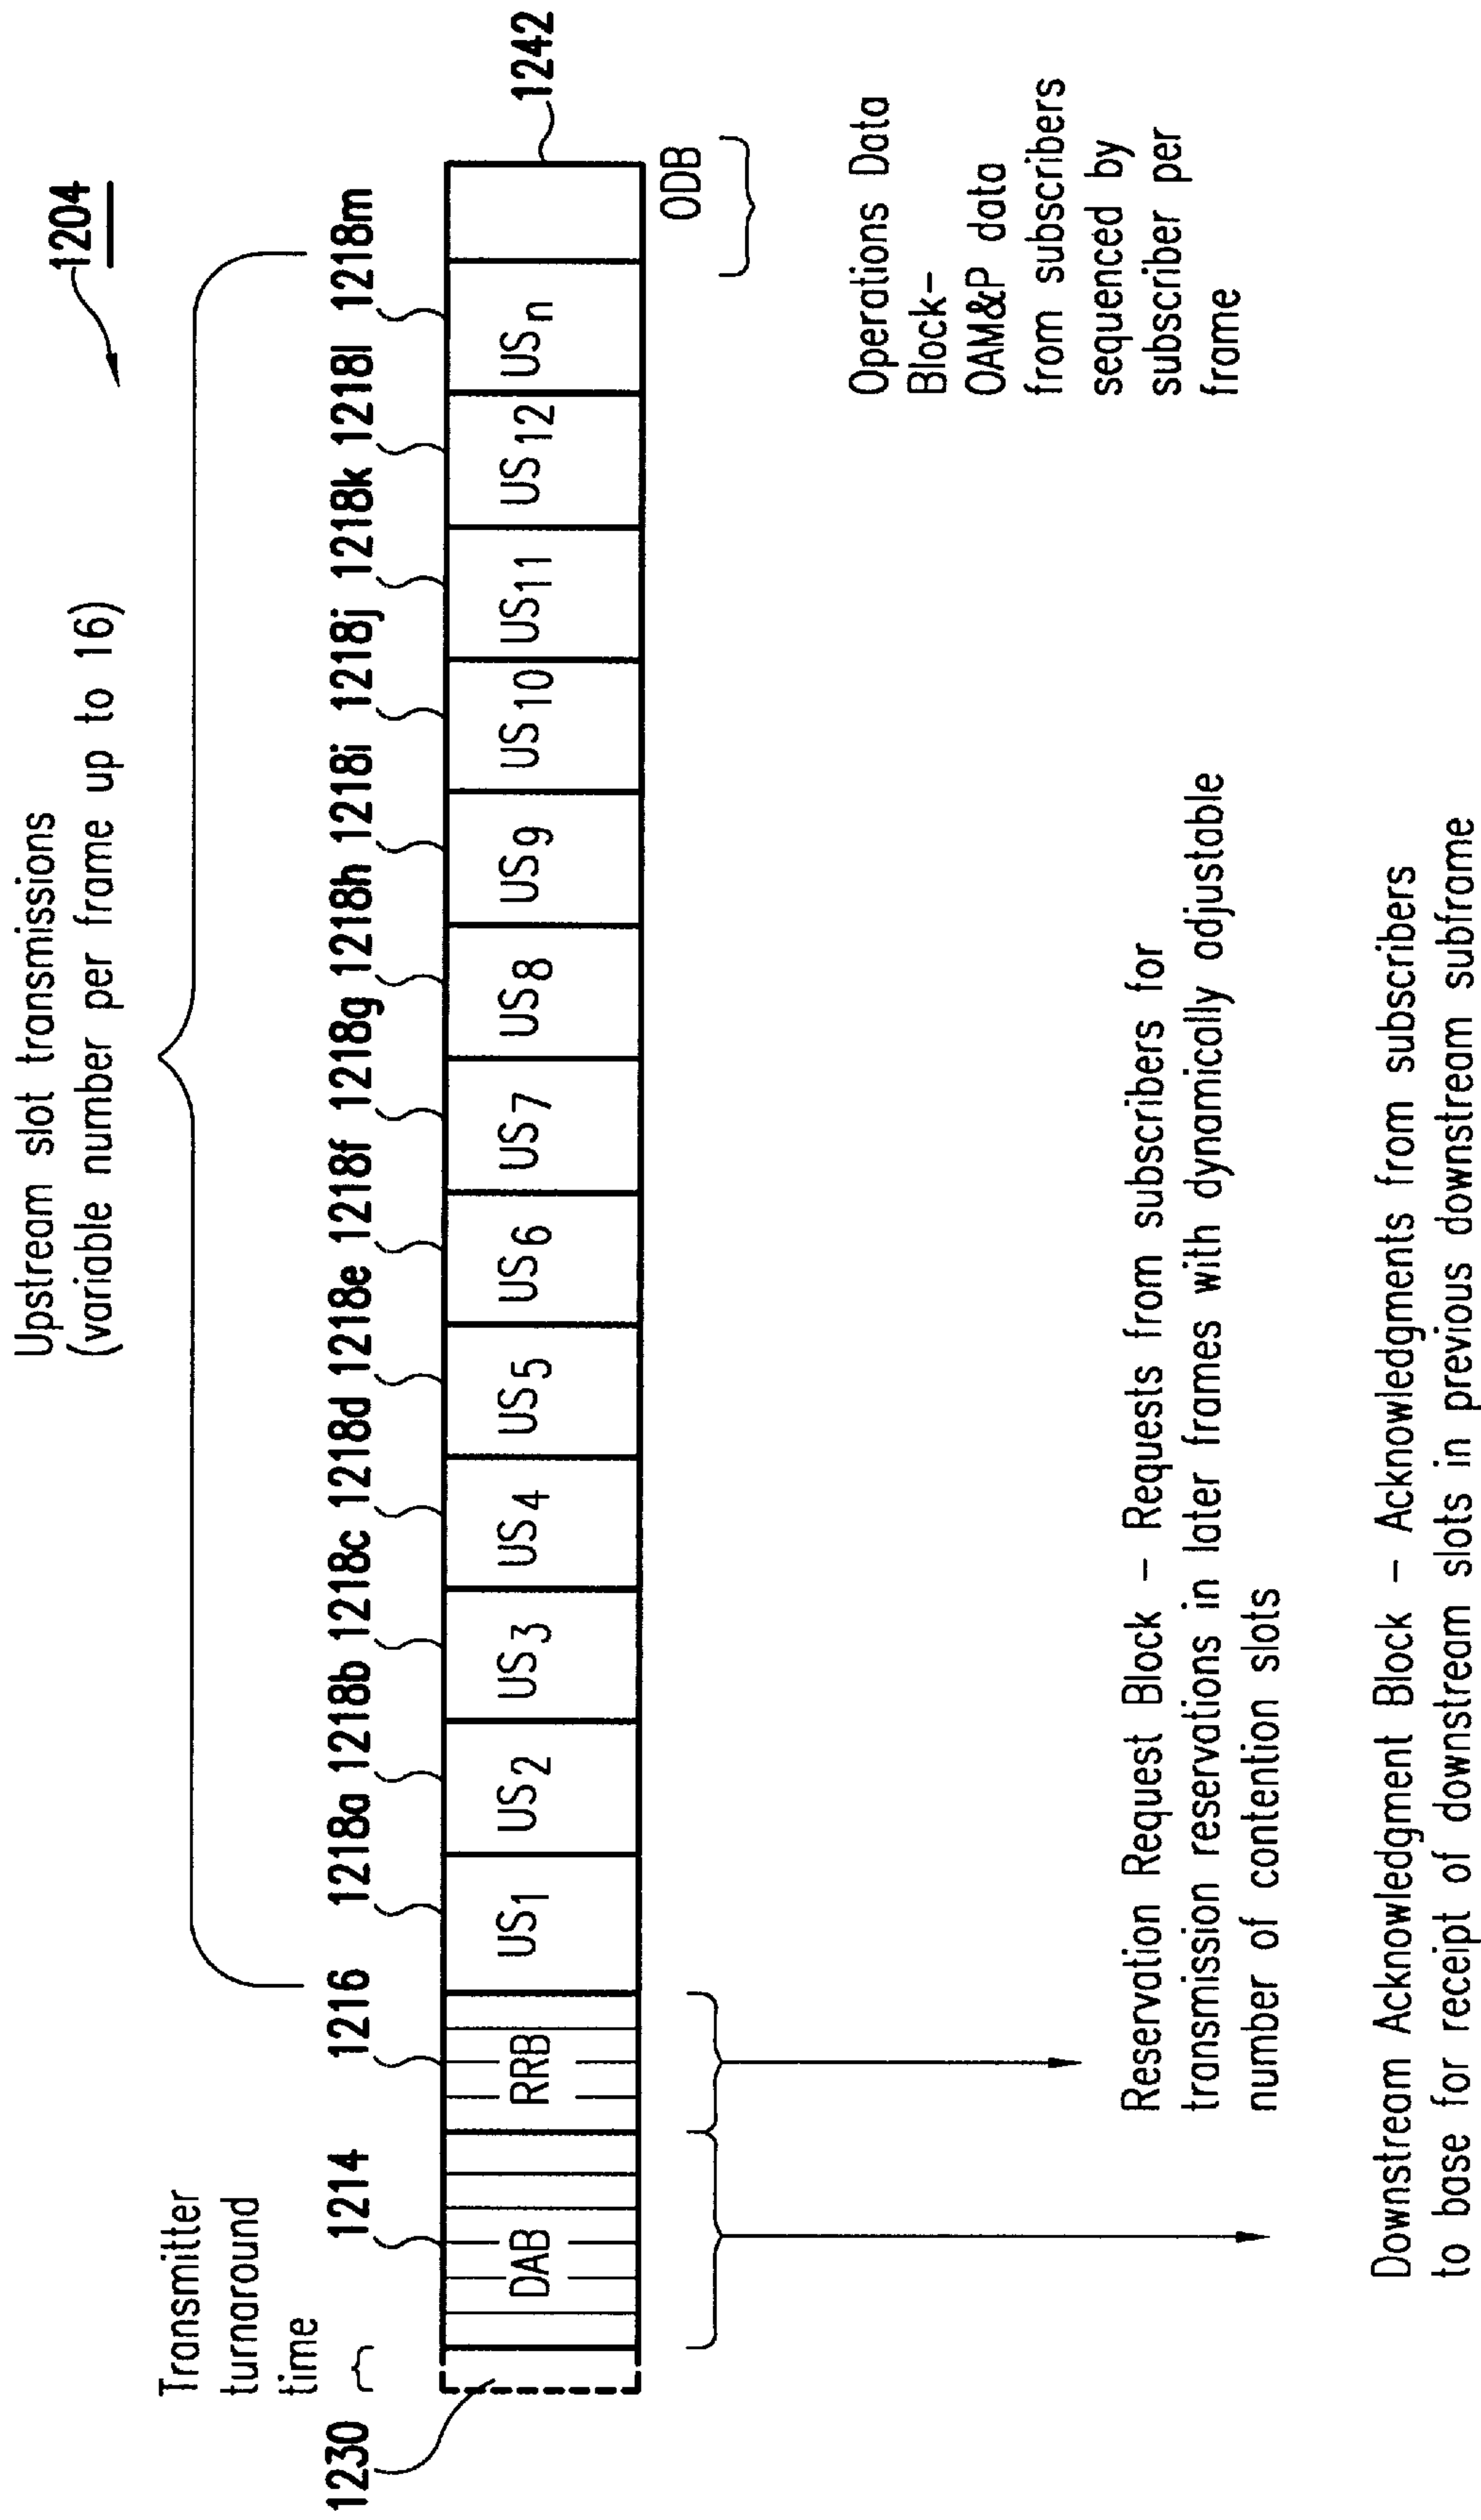 1204
Upstream slot transmissions
(variable number per frame up to 16)
Transmitter
turnaround
time
1230
1214
1216
1218a
1218b
1218c
1218d
1218e
1218f
1218g
1218h
1218i
1218j
1218k
1218l
1218m
1242
DAB
RRB
US1
US2
US3
US4
US5
US6
US7
US8
US9
US10
US11
US12
USn
ODB
Operations Data
Block-
OAM&P data
from subscribers
sequenced by
subscriber per
frame
Reservation Request Block - Requests from subscribers for
transmission reservations in later frames with dynamically adjustable
number of contention slots
Downstream Acknowledgment Block - Acknowledgments from subscribers
to base for receipt of downstream slots in previous downstream subframe